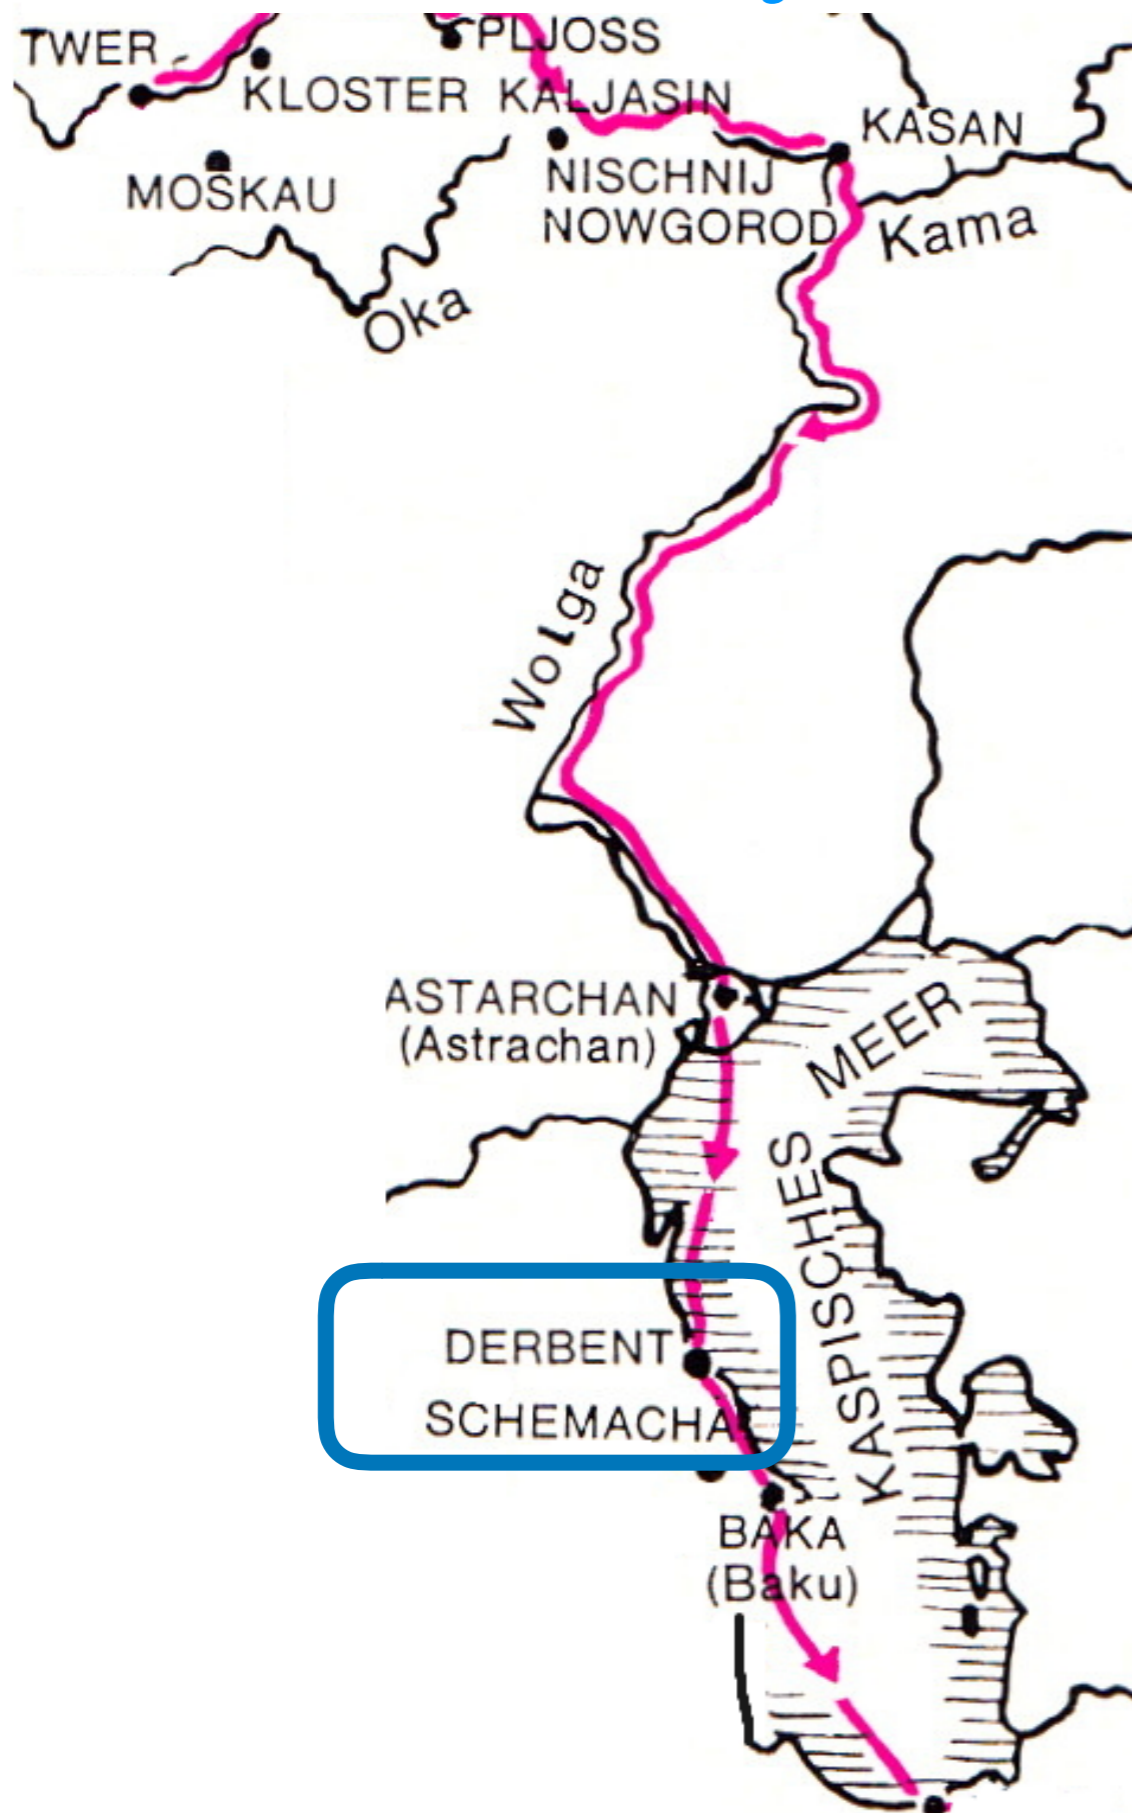 PLJOSS
TWER
KLOSTER KALJASIN
KASAN
MOSKAU
NISCHNIJ
NOWGOROD
Kama
Oka
Wolga
ASTARCHAN
(Astrachan)
MEER
KASPISCHES
DERBENT
SCHEMACHA
BAKA
(Baku)